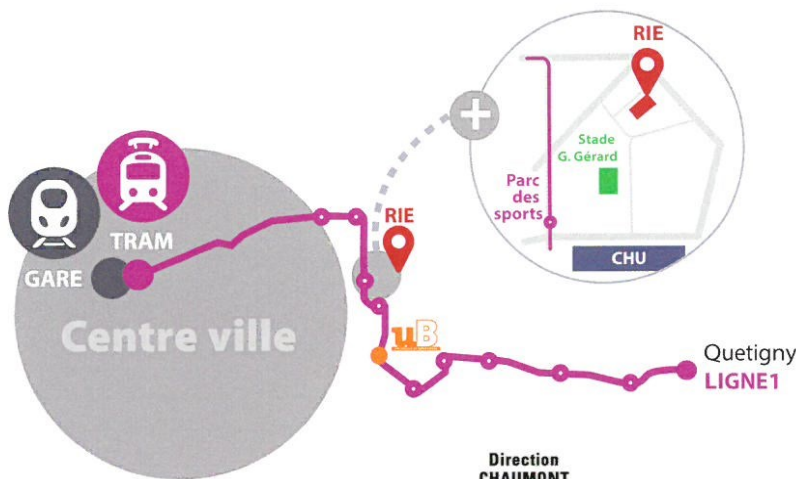 RIE
Stade
G. Gérard
Parc
des
sports
CHU
TRAM
RIE
GARE
Centre ville
uB
Quetigny
LIGNE1
Direction
CHAUMONT